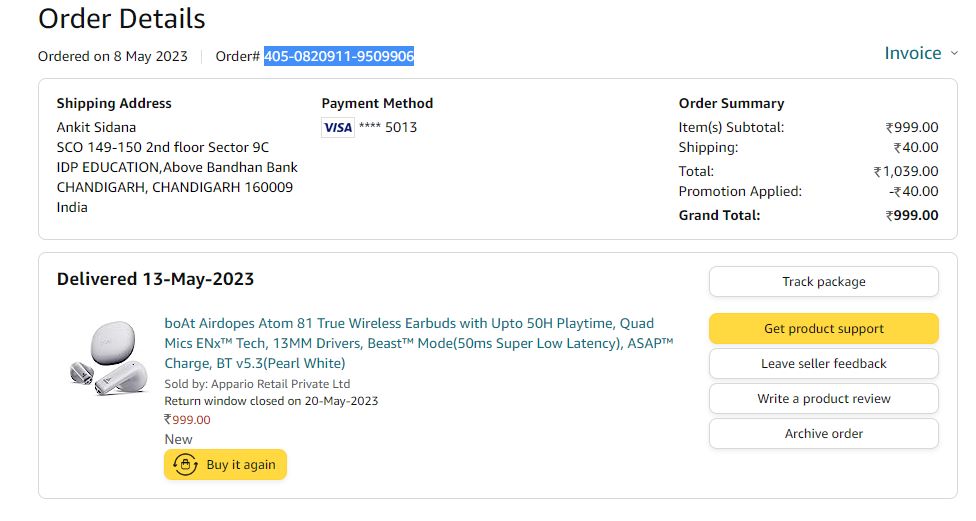 Order Details
Ordered on 8 May 2023 Order# 405-0820911-9509906
Invoice
Shipping Address
Ankit Sidana
SCO 149-150 2nd floor Sector 9C
IDP EDUCATION,Above Bandhan Bank
CHANDIGARH, CHANDIGARH 160009
India
Payment Method
VISA **** 5013
Order Summary
Item(s) Subtotal: ₹999.00
Shipping: ₹40.00
Total: ₹1,039.00
Promotion Applied: -₹40.00
Grand Total: ₹999.00
Delivered 13-May-2023
boAt Airdopes Atom 81 True Wireless Earbuds with Upto 50H Playtime, Quad
Mics ENx™ Tech, 13MM Drivers, Beast™ Mode(50ms Super Low Latency), ASAP™
Charge, BT v5.3(Pearl White)
Sold by: Appario Retail Private Ltd
Return window closed on 20-May-2023
₹999.00
New
Buy it again
Track package
Get product support
Leave seller feedback
Write a product review
Archive order